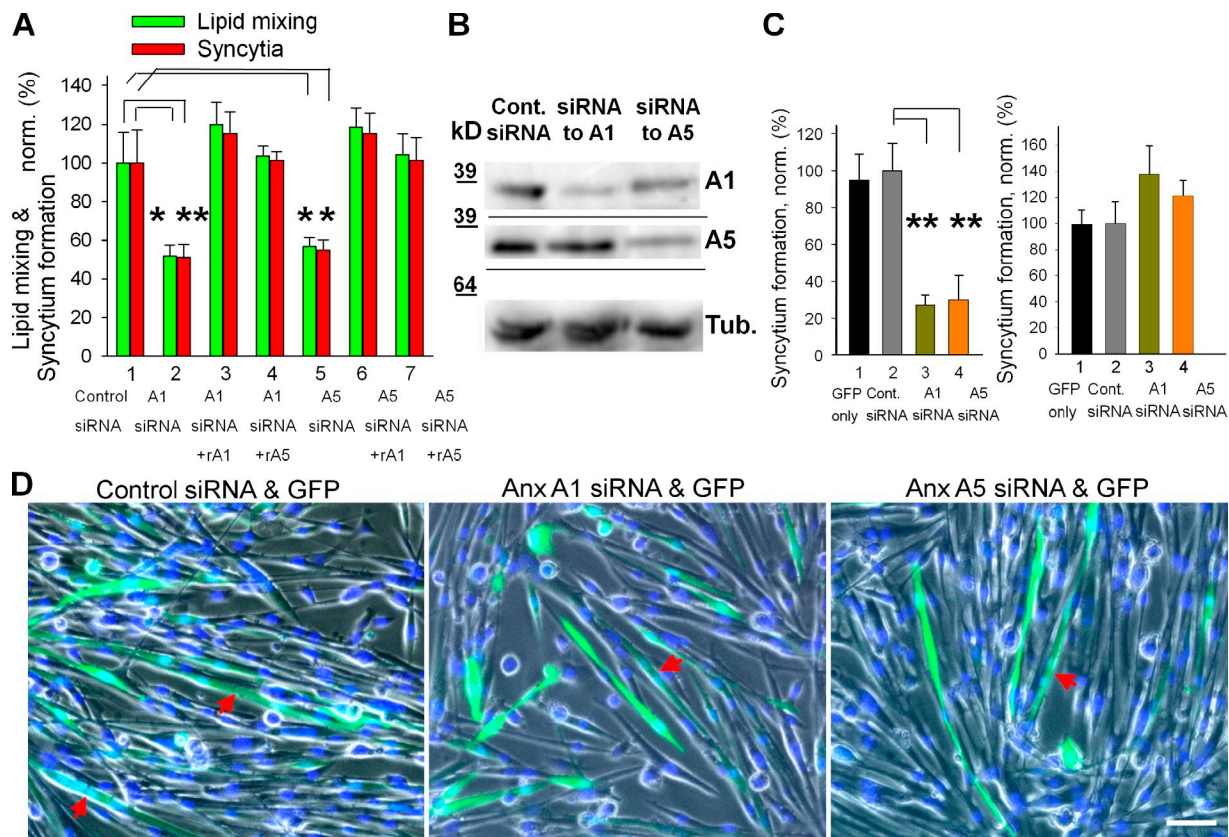 A
Lipid mixing
Syncytia
Lipid mixing & norm. (%)
Syncytium formation
140
120
100
80
60
40
20
0
* ** * *
1 2 3 4 5 6 7
Control A1 A1 A1 A5 A5 A5
siRNA siRNA siRNA siRNA siRNA siRNA siRNA
+rA1 +rA5 +rA1 +rA5
B
Cont. siRNA siRNA
siRNA to A1 to A5
kD
39
A1
39
A5
64
Tub.
C
Syncytium formation, norm. (%)
120
100
80
60
40
20
0
** **
1 2 3 4
GFP Cont. A1 A5
only siRNA siRNA siRNA
Syncytium formation, norm. (%)
160
140
120
100
80
60
40
20
0
1 2 3 4
GFP Cont. A1 A5
only siRNA siRNA siRNA
D
Control siRNA & GFP
Anx A1 siRNA & GFP
Anx A5 siRNA & GFP